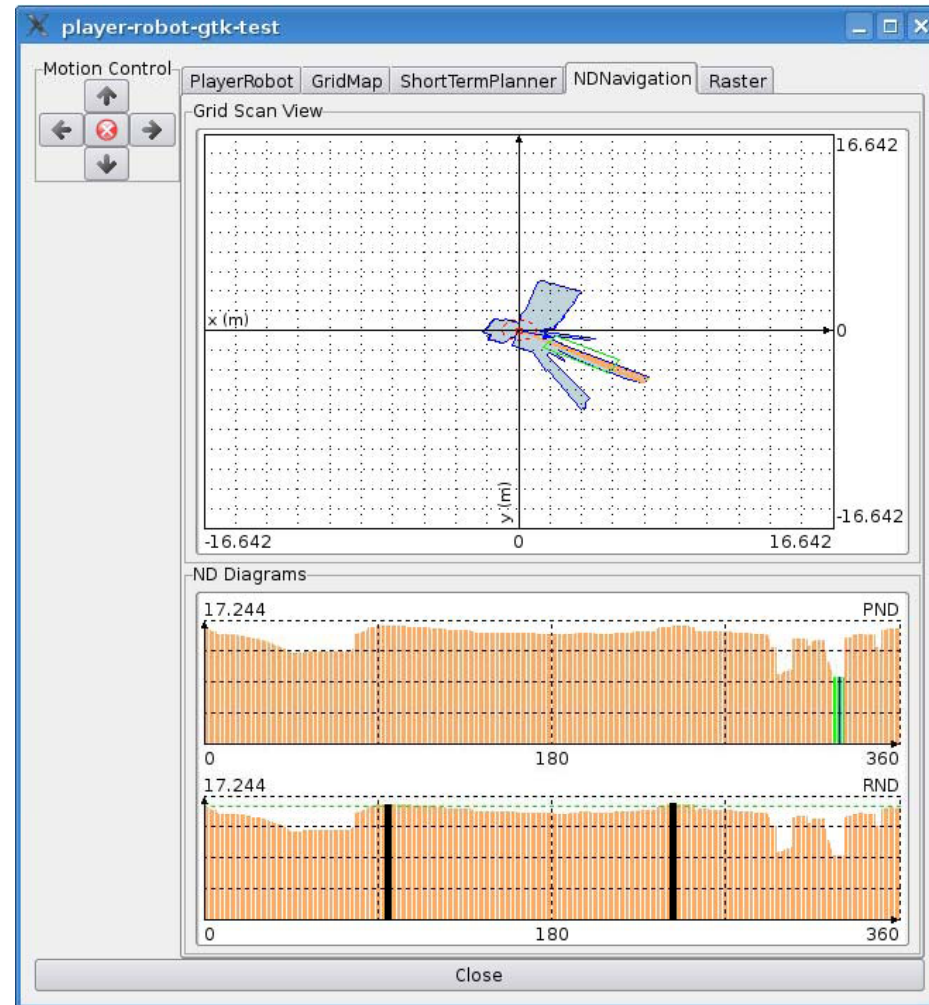 player-robot-gtk-test
Motion Control
PlayerRobot GridMap ShortTermPlanner NDNavigation Raster
Grid Scan View
16.642
x (m)
0
y (m)
-16.642
-16.642 0 16.642
ND Diagrams
17.244 PND
0 180 360
17.244 RND
0 180 360
Close